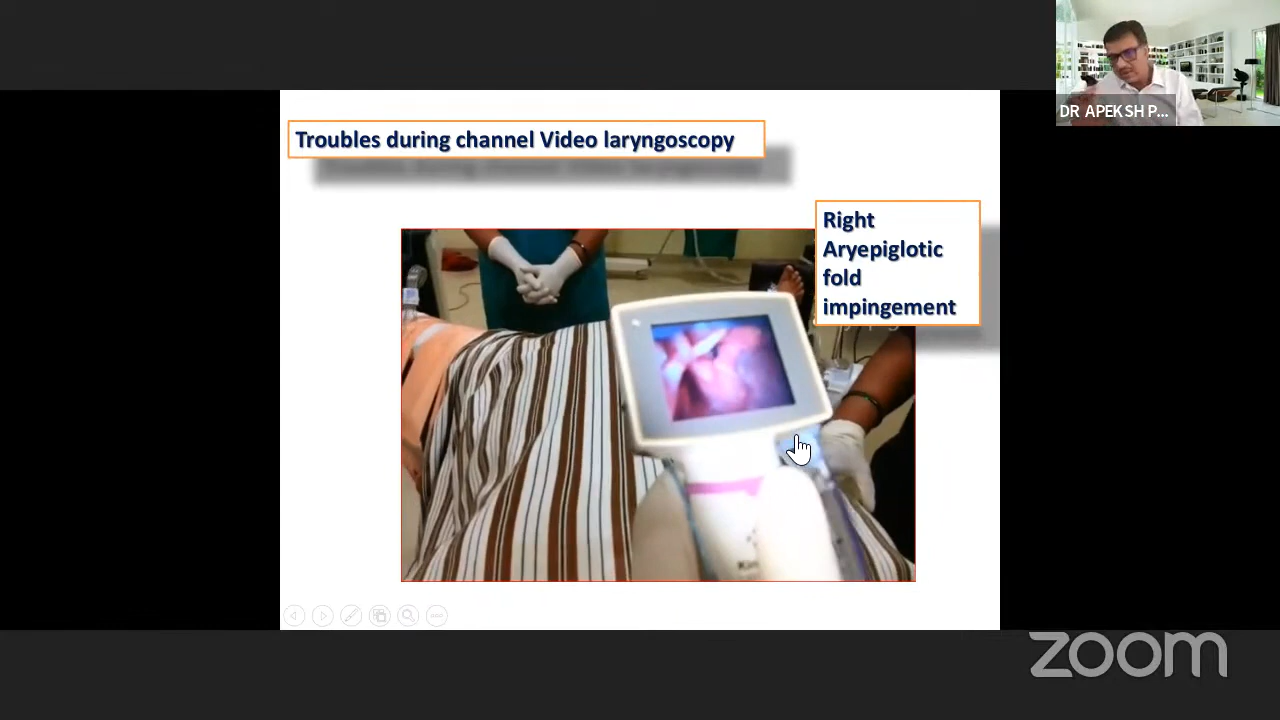 DR APEKSH P...
Troubles during channel Video laryngoscopy
Right
Aryepiglotic
fold
impingement
zoom